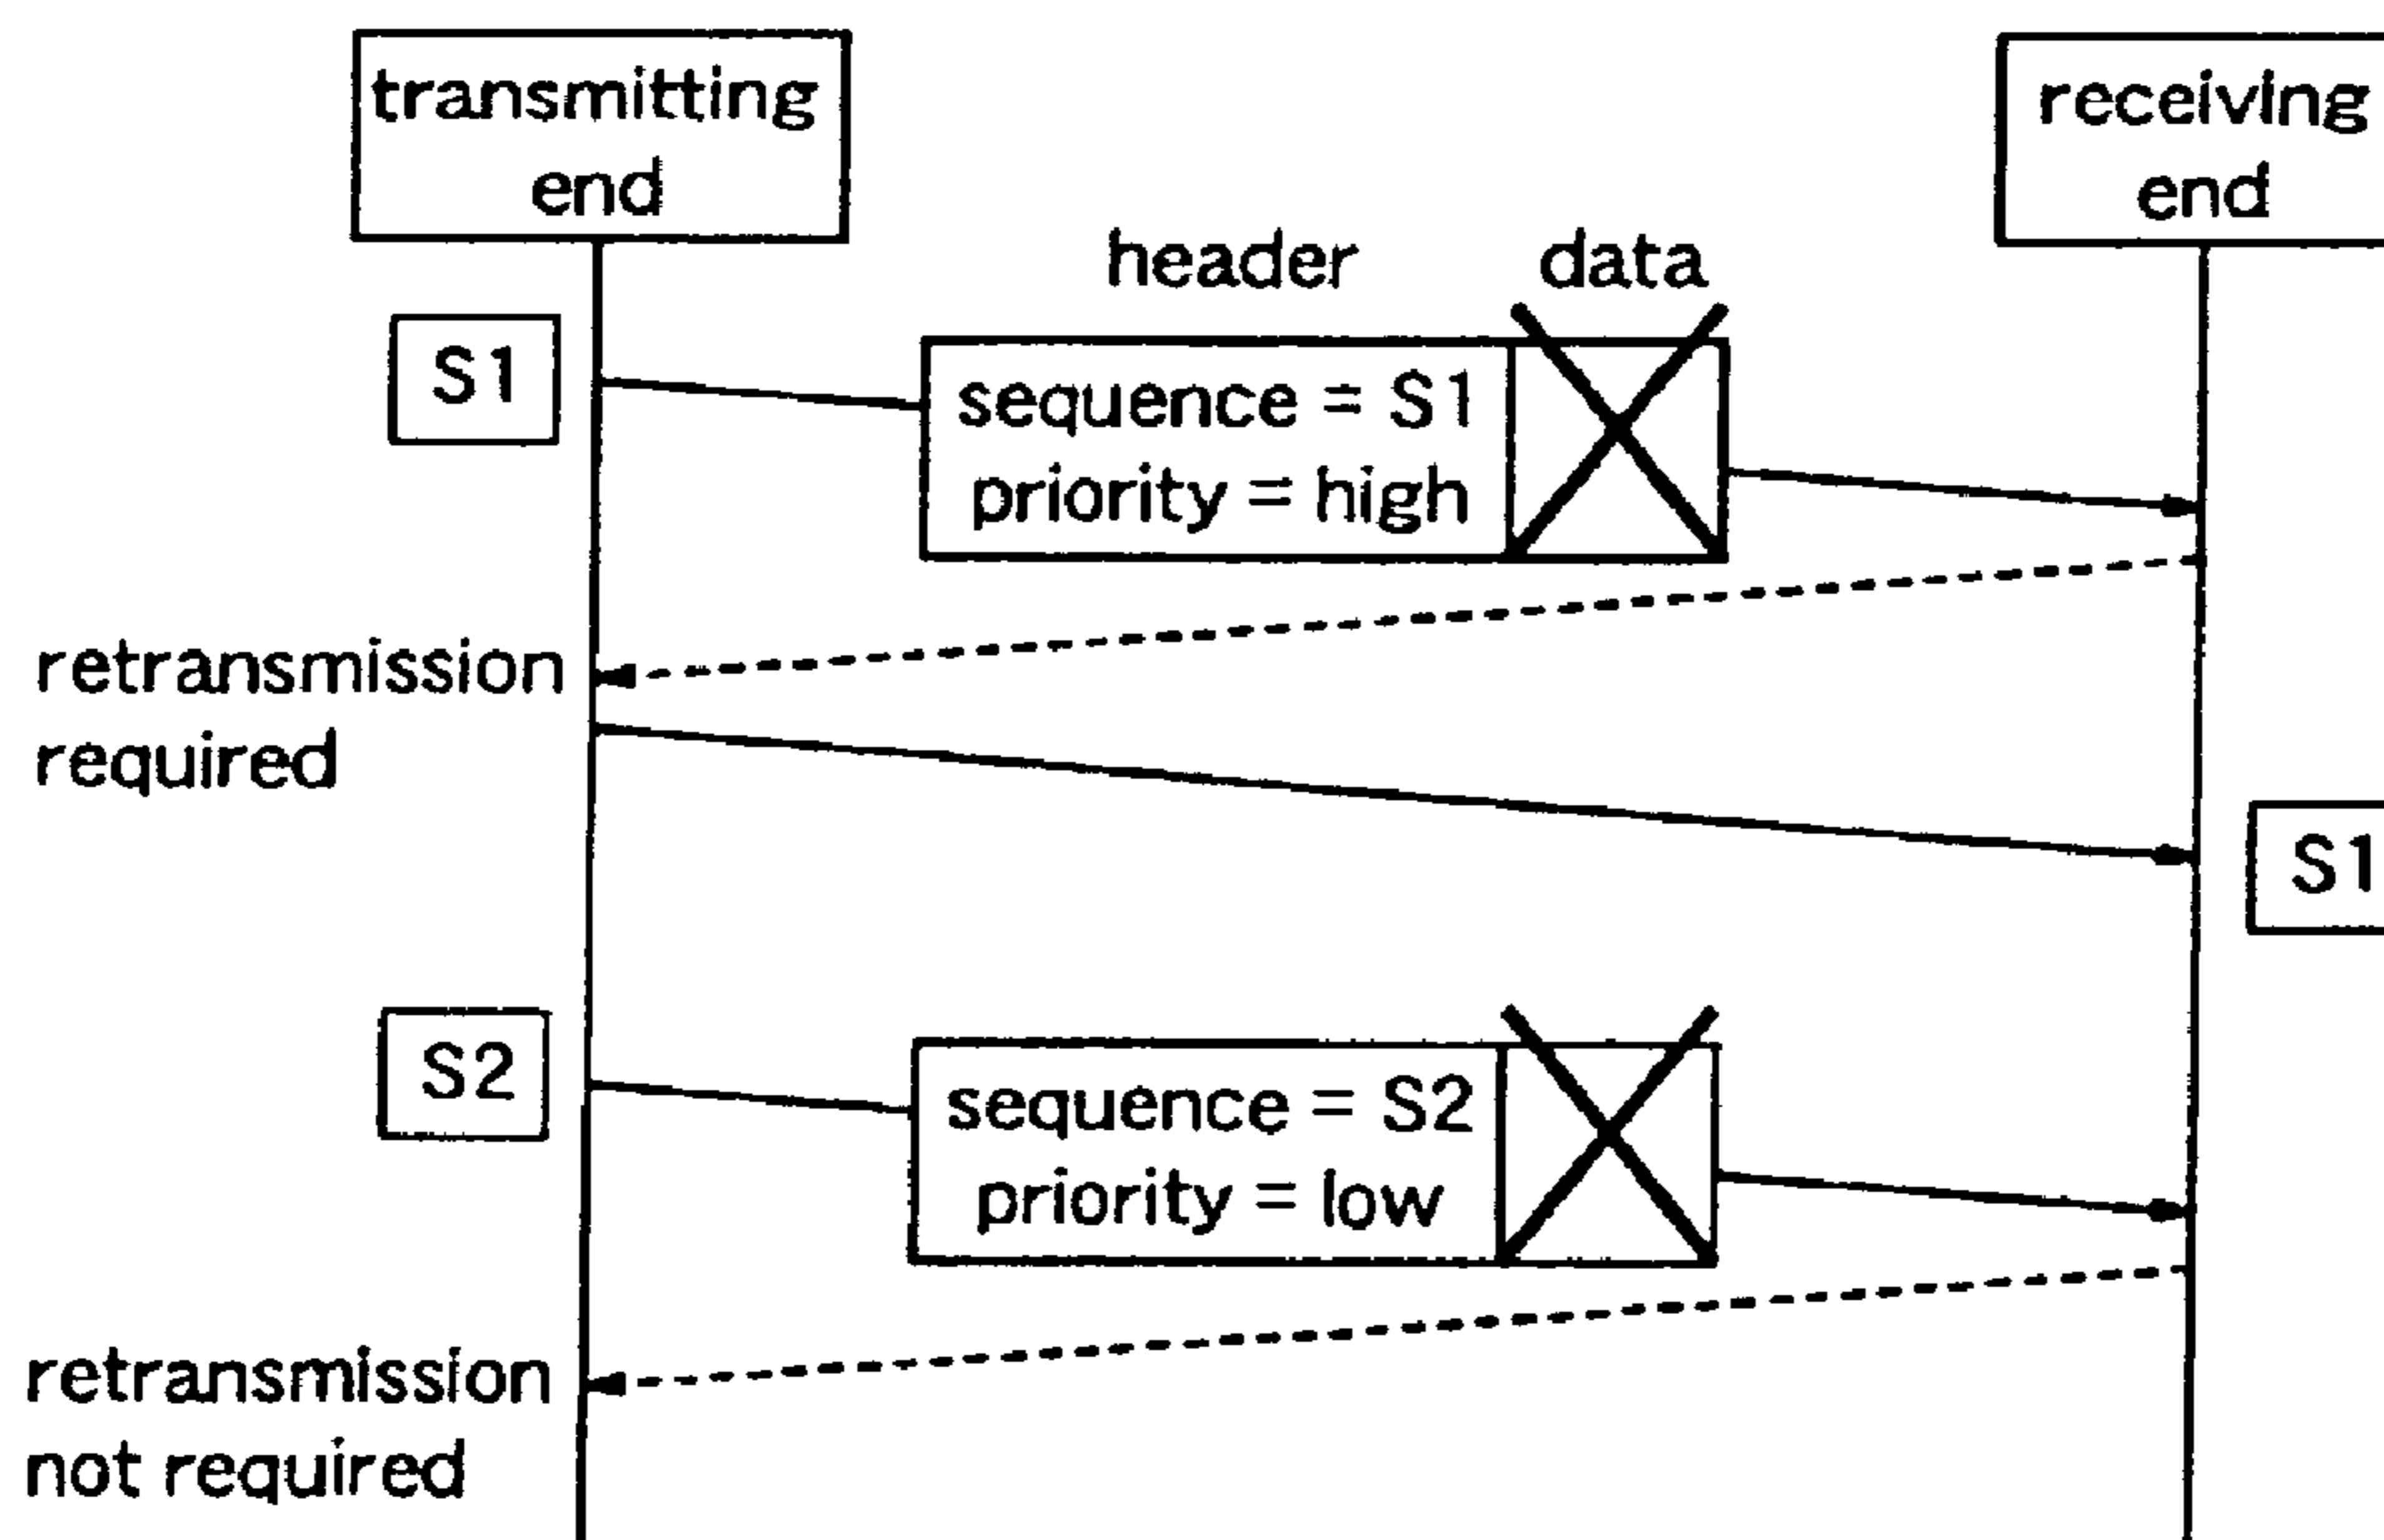 transmitting
end
receiving
end
header
data
S1
sequence = S1
priority = high
retransmission
required
S1
S2
sequence = S2
priority = low
retransmission
not required